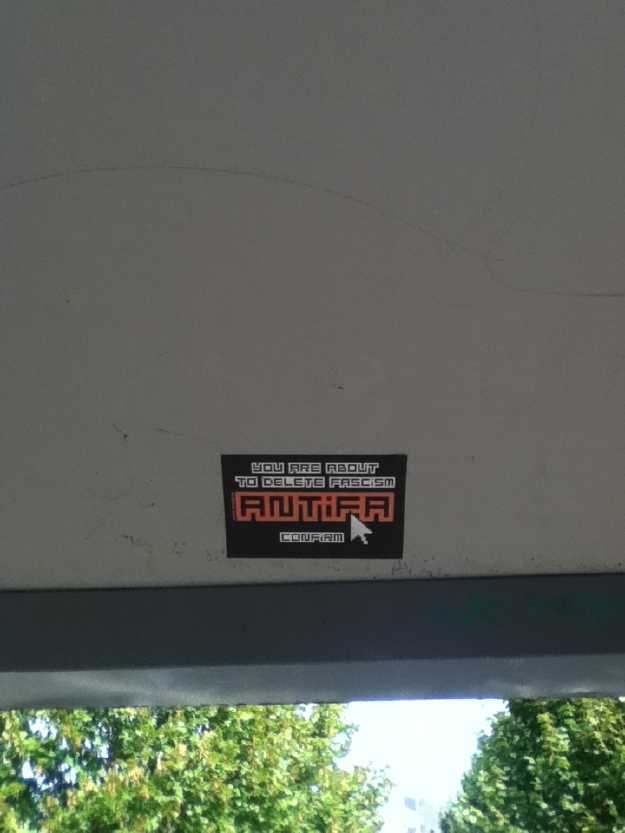 YOU ARE ABOUT
TO DELETE FASCiSM
ANTiFA
CONFiRM